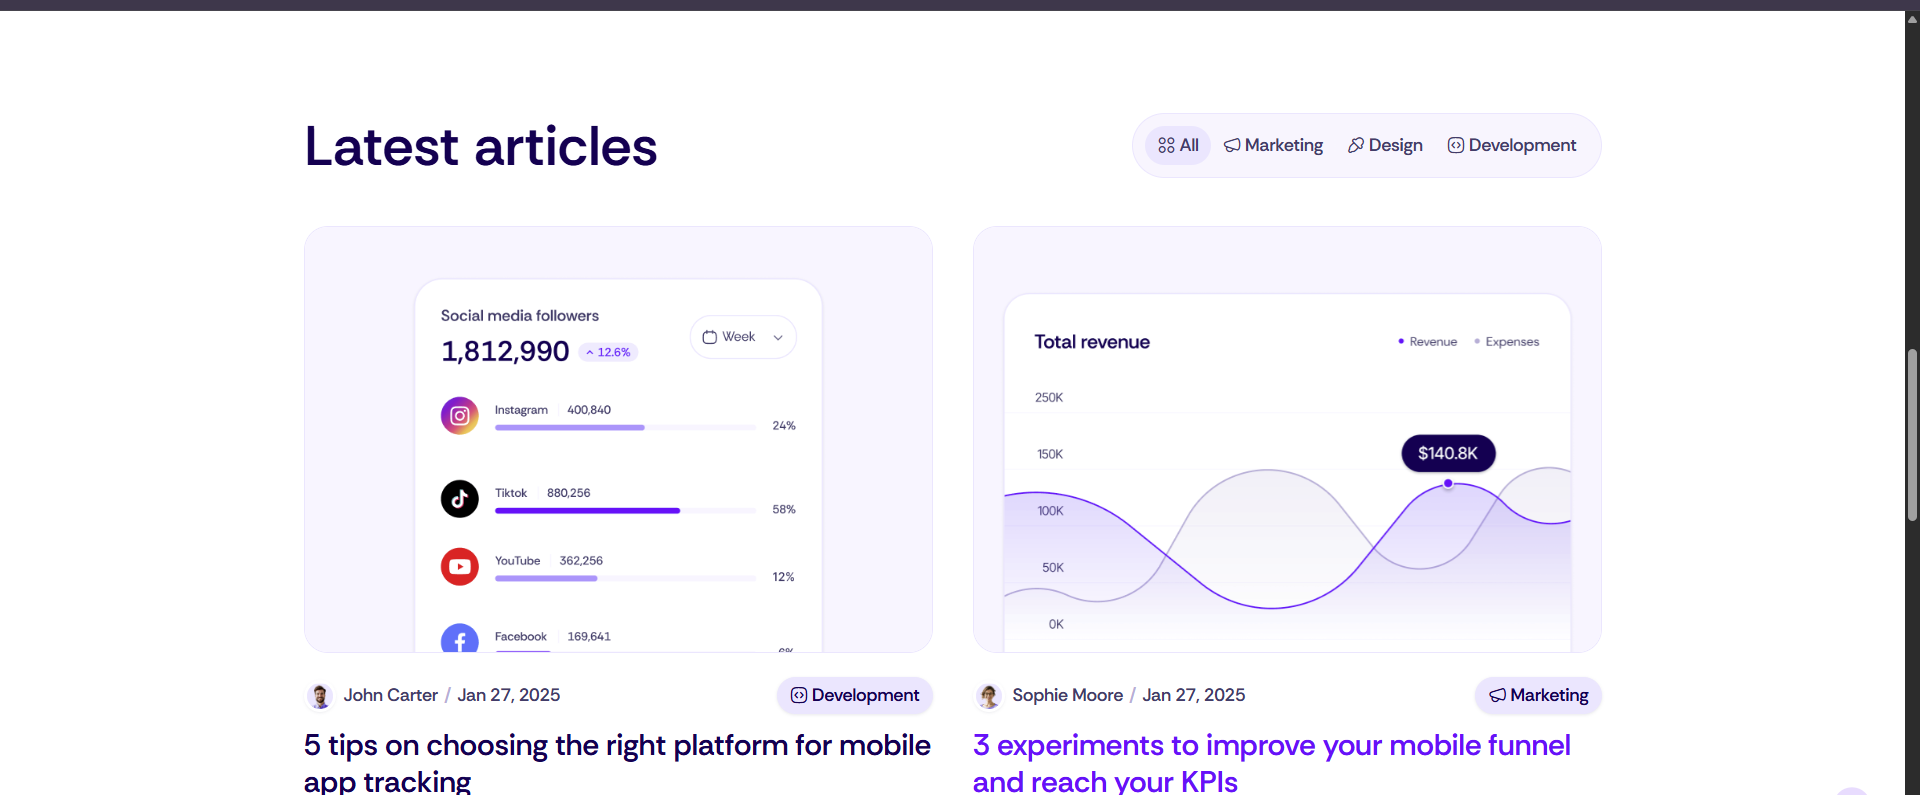 Latest articles
All Marketing Design Development
Social media followers
1,812,990 12.6%
Week
Instagram 400,840
24%
Tiktok 880,256
58%
YouTube 362,256
12%
Facebook 169,641
6%
Total revenue
Revenue Expenses
250K
150K
$140.8K
100K
50K
0K
John Carter / Jan 27, 2025
Development
5 tips on choosing the right platform for mobile
app tracking
Sophie Moore / Jan 27, 2025
Marketing
3 experiments to improve your mobile funnel
and reach your KPIs